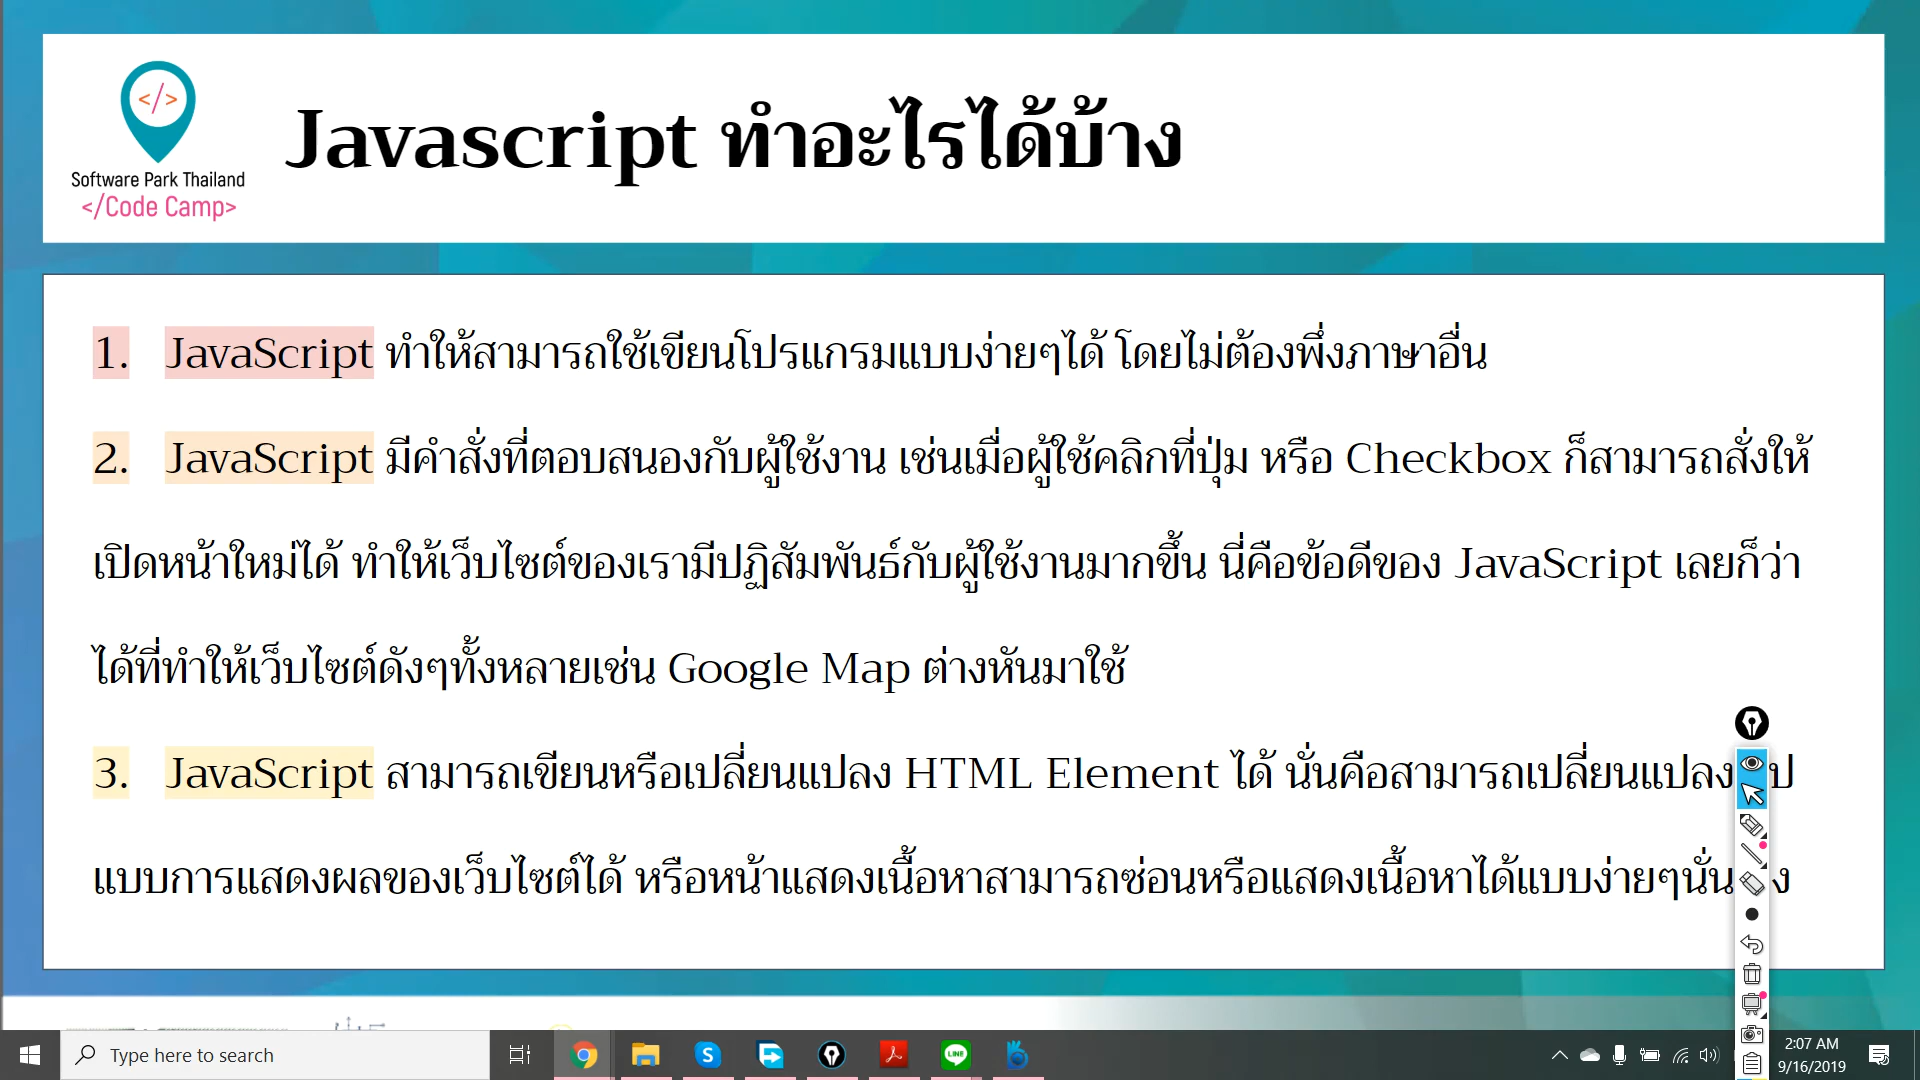 </>
Software Park Thailand
</Code Camp>
Javascript ทำอะไรได้บ้าง
1. JavaScript ทำให้สามารถใช้เขียนโปรแกรมแบบง่ายๆได้ โดยไม่ต้องพึ่งภาษาอื่น
2. JavaScript มีคำสั่งที่ตอบสนองกับผู้ใช้งาน เช่นเมื่อผู้ใช้คลิกที่ปุ่ม หรือ Checkbox ก็สามารถสั่งให้
เปิดหน้าใหม่ได้ ทำให้เว็บไซต์ของเรามีปฏิสัมพันธ์กับผู้ใช้งานมากขึ้น นี่คือข้อดีของ JavaScript เลยก็ว่า
ได้ที่ทำให้เว็บไซต์ดังๆทั้งหลายเช่น Google Map ต่างหันมาใช้
3. JavaScript สามารถเขียนหรือเปลี่ยนแปลง HTML Element ได้ นั่นคือสามารถเปลี่ยนแปลง
แบบการแสดงผลของเว็บไซต์ได้ หรือหน้าแสดงเนื้อหาสามารถซ่อนหรือแสดงเนื้อหาได้แบบง่ายๆนั่น
Type here to search
LINE
2:07 AM
9/16/2019